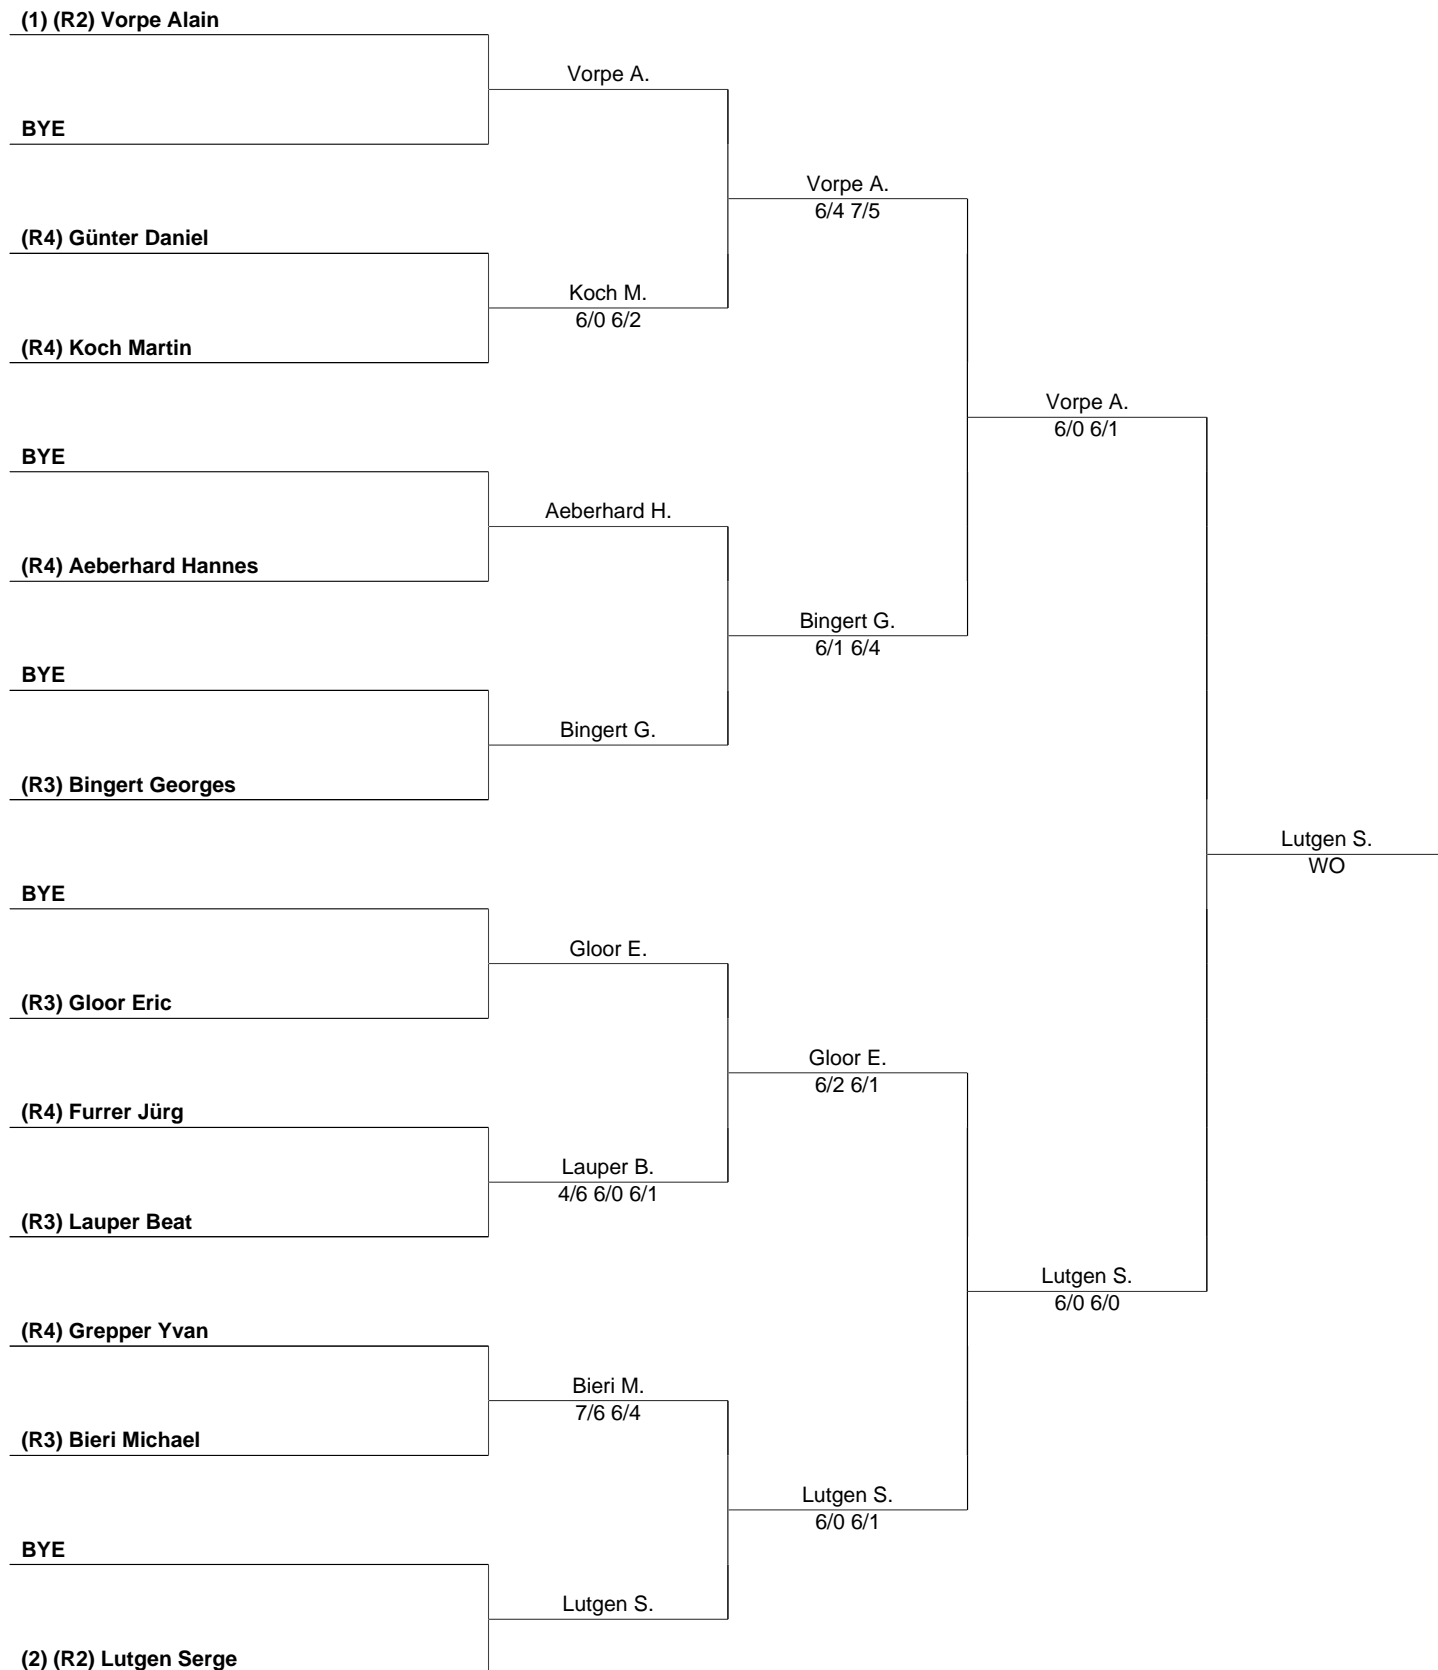 (1) (R2) Vorpe Alain
Vorpe A.
BYE
Vorpe A.
6/4 7/5
(R4) Günter Daniel
Koch M.
6/0 6/2
(R4) Koch Martin
Vorpe A.
6/0 6/1
BYE
Aeberhard H.
(R4) Aeberhard Hannes
Bingert G.
6/1 6/4
BYE
Bingert G.
(R3) Bingert Georges
Lutgen S.
WO
BYE
Gloor E.
(R3) Gloor Eric
Gloor E.
6/2 6/1
(R4) Furrer Jürg
Lauper B.
4/6 6/0 6/1
(R3) Lauper Beat
Lutgen S.
6/0 6/0
(R4) Grepper Yvan
Bieri M.
7/6 6/4
(R3) Bieri Michael
Lutgen S.
6/0 6/1
BYE
Lutgen S.
(2) (R2) Lutgen Serge